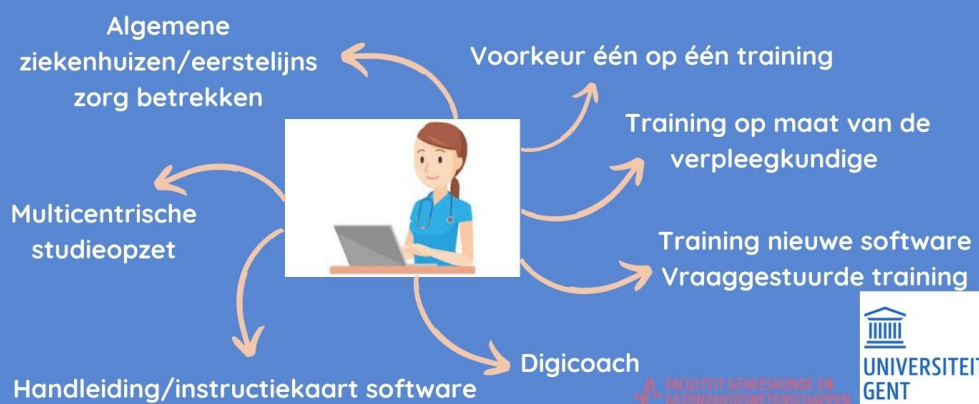 Algemene
ziekenhuizen/eerstelijns
zorg betrekken
Voorkeur één op één training
Training op maat van de
verpleegkundige
Multicentrische
studieopzet
Training nieuwe software
Vraaggestuurde training
Digicoach
Handleiding/instructiekaart software
FACULTEIT GENEESKUNDE EN
GEZONDHEIDSWETENSCHAPPEN
UNIVERSITEIT
GENT